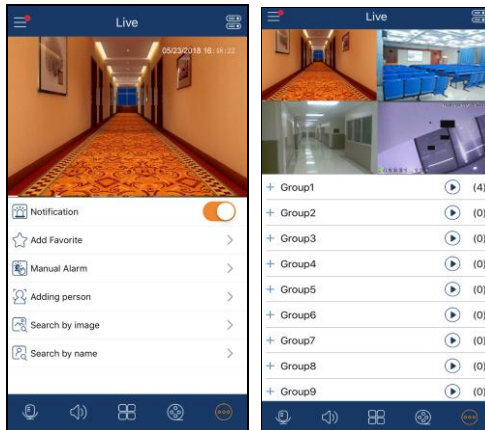 Live
05/23/2018 16:
Notification
Add Favorite
Manual Alarm
Adding person
Search by image
Search by name
Live
Group1 (4)
Group2 (0)
Group3 (0)
Group4 (0)
Group5 (0)
Group6 (0)
Group7 (0)
Group8 (0)
Group9 (0)